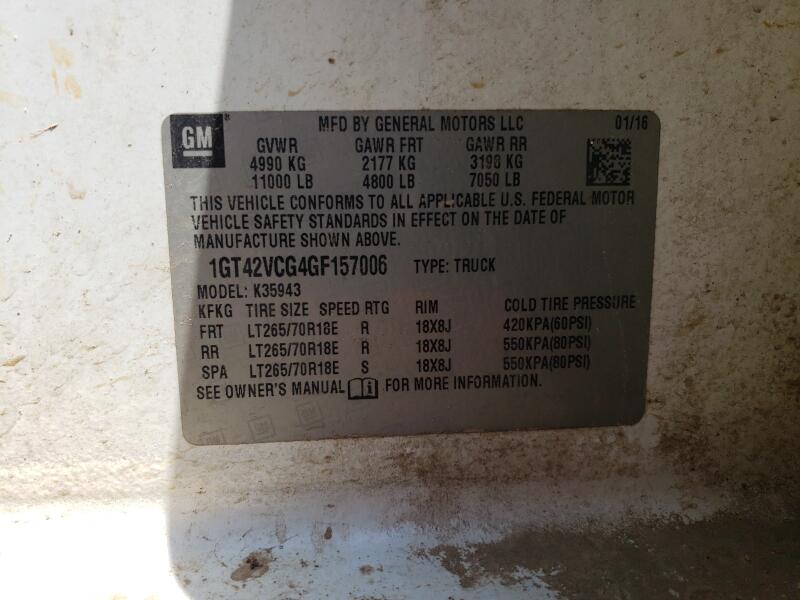 GM ® MFD BY GENERAL MOTORS LLC 01/16
GVWR GAWR FRT GAWR RR
4990 KG 2177 KG 3198 KG
11000 LB 4800 LB 7050 LB
THIS VEHICLE CONFORMS TO ALL APPLICABLE U.S. FEDERAL MOTOR
VEHICLE SAFETY STANDARDS IN EFFECT ON THE DATE OF
MANUFACTURE SHOWN ABOVE.
1GT42VCG4GF157006 TYPE: TRUCK
MODEL: K35943
KFKG TIRE SIZE SPEED RTG RIM COLD TIRE PRESSURE
FRT LT265/70R18E R 18X8J 420KPA(60PSI)
RR LT265/70R18E R 18X8J 550KPA(80PSI)
SPA LT265/70R18E S 18X8J 550KPA(80PSI)
SEE OWNER'S MANUAL FOR MORE INFORMATION.